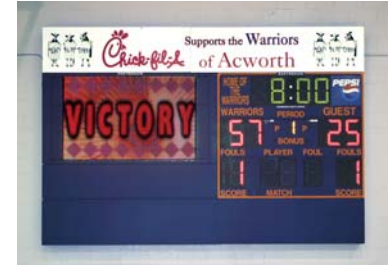 Chick-fil-A
Supports the Warriors
of Acworth
VICTORY
HOME OF
THE
WARRIORS
8:00
PEPSI
WARRIORS
PERIOD
GUEST
57
P 1 P
25
BONUS
FOULS
PLAYER
FOUL
FOULS
1
1
SCORE
MATCH
SCORE